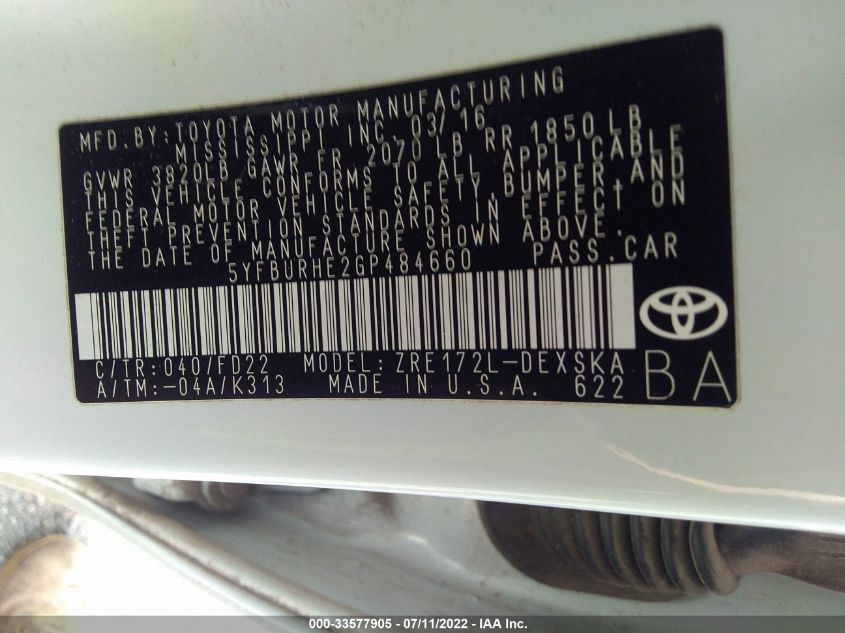 MFD.BY:TOYOTA MOTOR MANUFACTURING
MISSISSIPPI INC. 03/16
GVWR 3820LB GAWR FR 2070LB RR 1850LB
THIS VEHICLE CONFORMS TO ALL APPLICABLE
FEDERAL MOTOR VEHICLE SAFETY, BUMPER, AND
THEFT PREVENTION STANDARDS IN EFFECT ON
THE DATE OF MANUFACTURE SHOWN ABOVE.
5YFBURHE2GP484660 PASS.CAR
C/TR:040/FD22 MODEL:ZRE172L-DEXSKA
A/TM:-04A/K313 MADE IN U.S.A. 622 BA
000-33577905 - 07/11/2022 - IAA Inc.